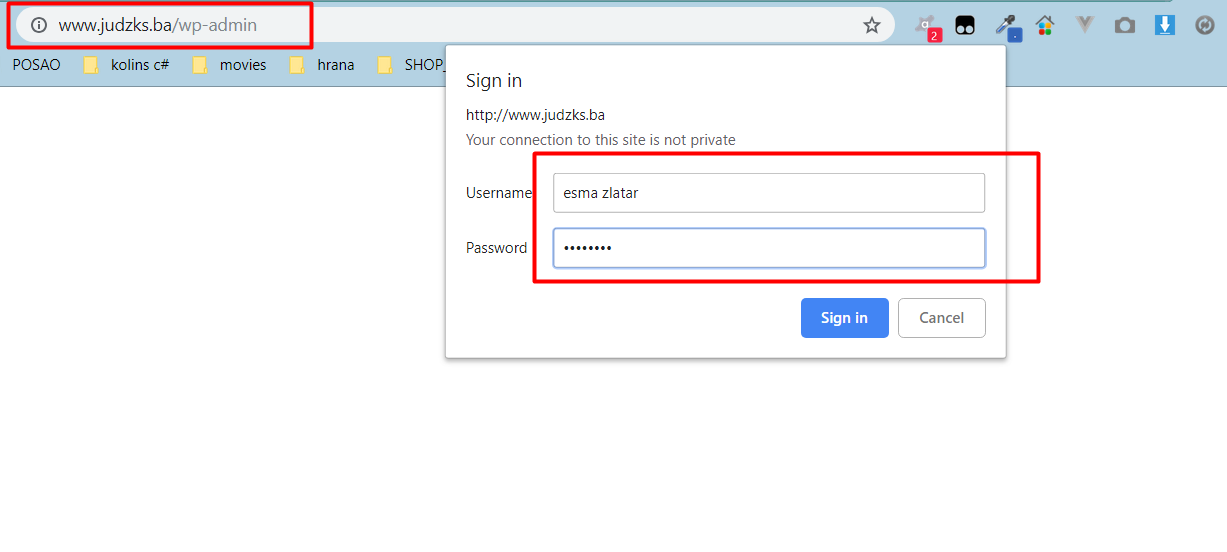 www.judzks.ba/wp-admin
2
POSAO kolins c# movies hrana SHOP_
Sign in
http://www.judzks.ba
Your connection to this site is not private
Username esma zlatar
Password ••••••••
Sign in Cancel